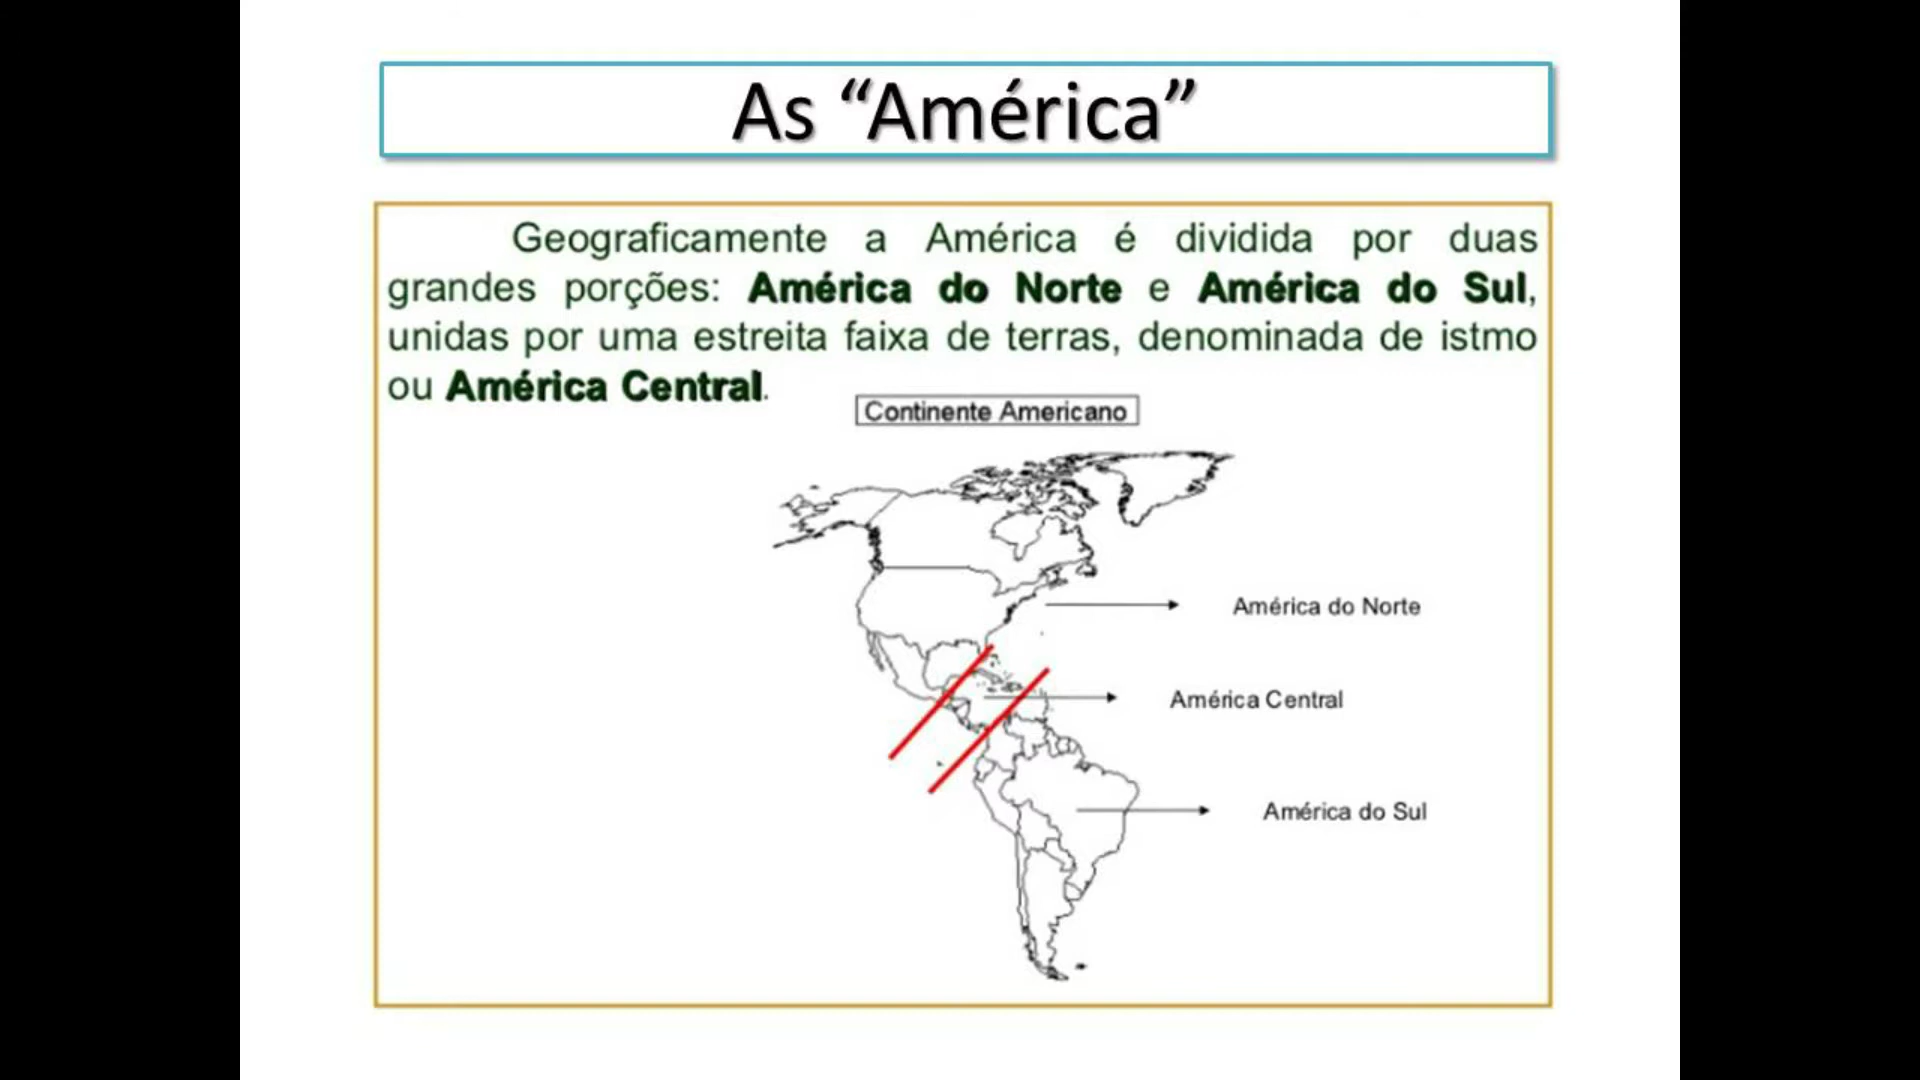 As “América”
Geograficamente a América é dividida por duas
grandes porções: América do Norte e América do Sul,
unidas por uma estreita faixa de terras, denominada de istmo
ou América Central.
Continente Americano
América do Norte
América Central
América do Sul